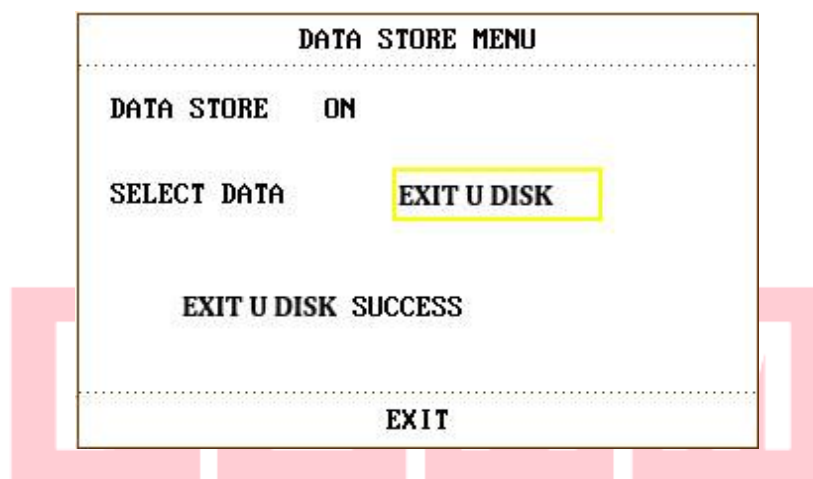 DATA STORE MENU
DATA STORE ON
SELECT DATA EXIT U DISK
EXIT U DISK SUCCESS
EXIT